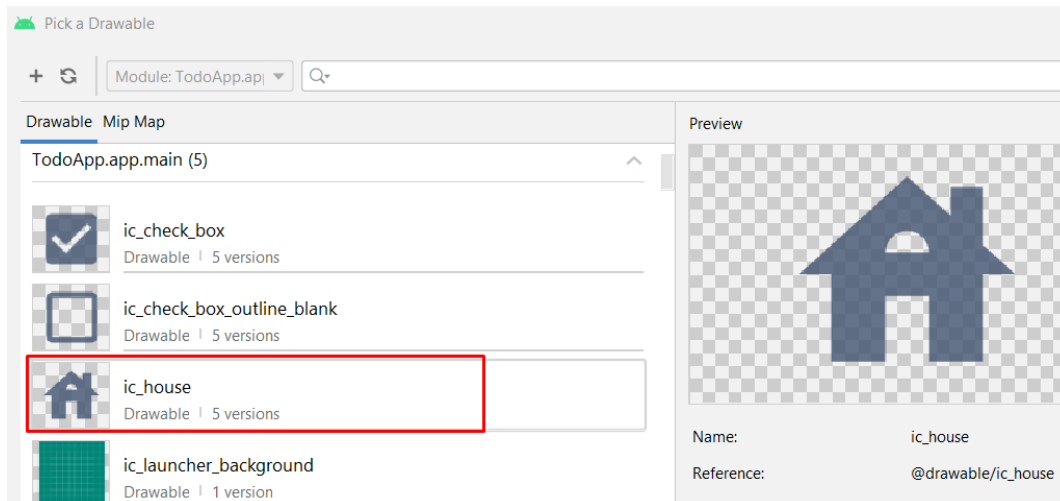 Pick a Drawable
Module: TodoApp.ap
Drawable Mip Map
TodoApp.app.main (5)
ic_check_box
Drawable | 5 versions
ic_check_box_outline_blank
Drawable | 5 versions
ic_house
Drawable | 5 versions
ic_launcher_background
Drawable | 1 version
Preview
Name: ic_house
Reference: @drawable/ic_house